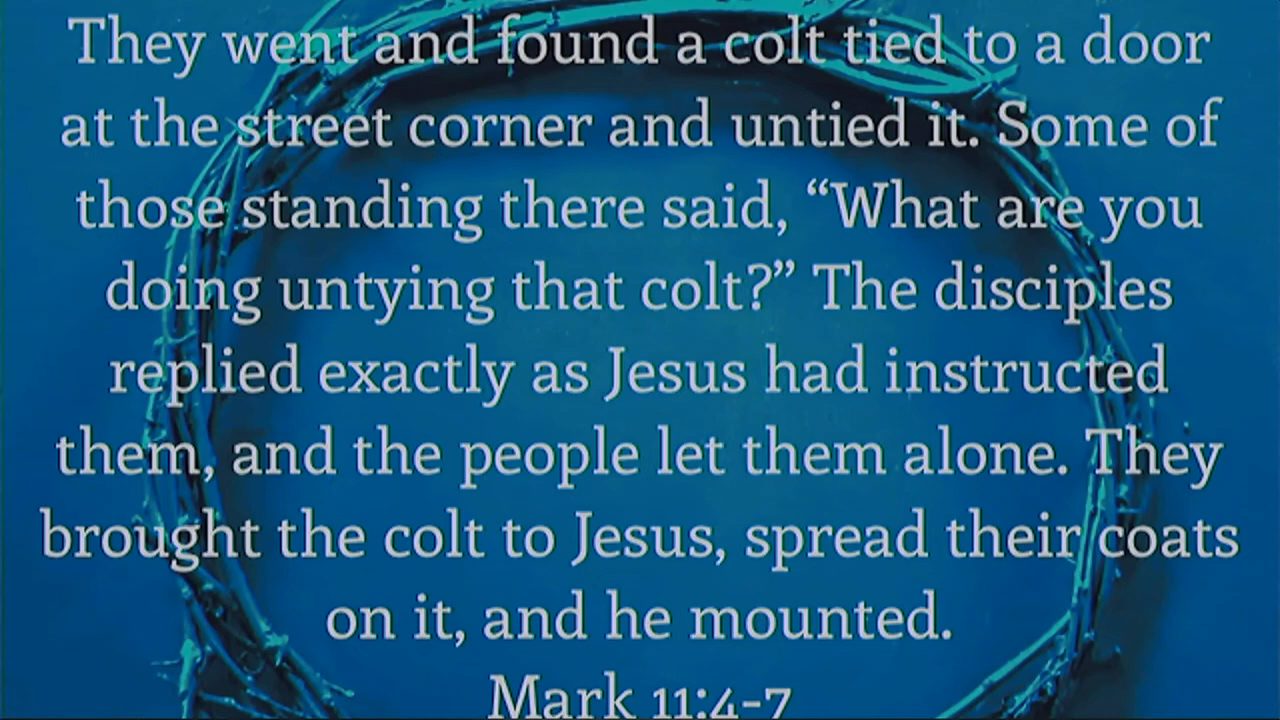 They went and found a colt tied to a door
at the street corner and untied it. Some of
those standing there said, “What are you
doing untying that colt?” The disciples
replied exactly as Jesus had instructed
them, and the people let them alone. They
brought the colt to Jesus, spread their coats
on it, and he mounted.
Mark 11:4-7